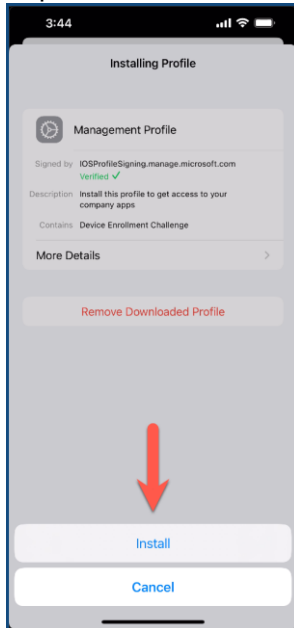 3:44
Installing Profile
Management Profile
Signed by IOSProfileSigning.manage.microsoft.com
Verified ✓
Description Install this profile to get access to your
company apps
Contains Device Enrollment Challenge
More Details
Remove Downloaded Profile
Install
Cancel